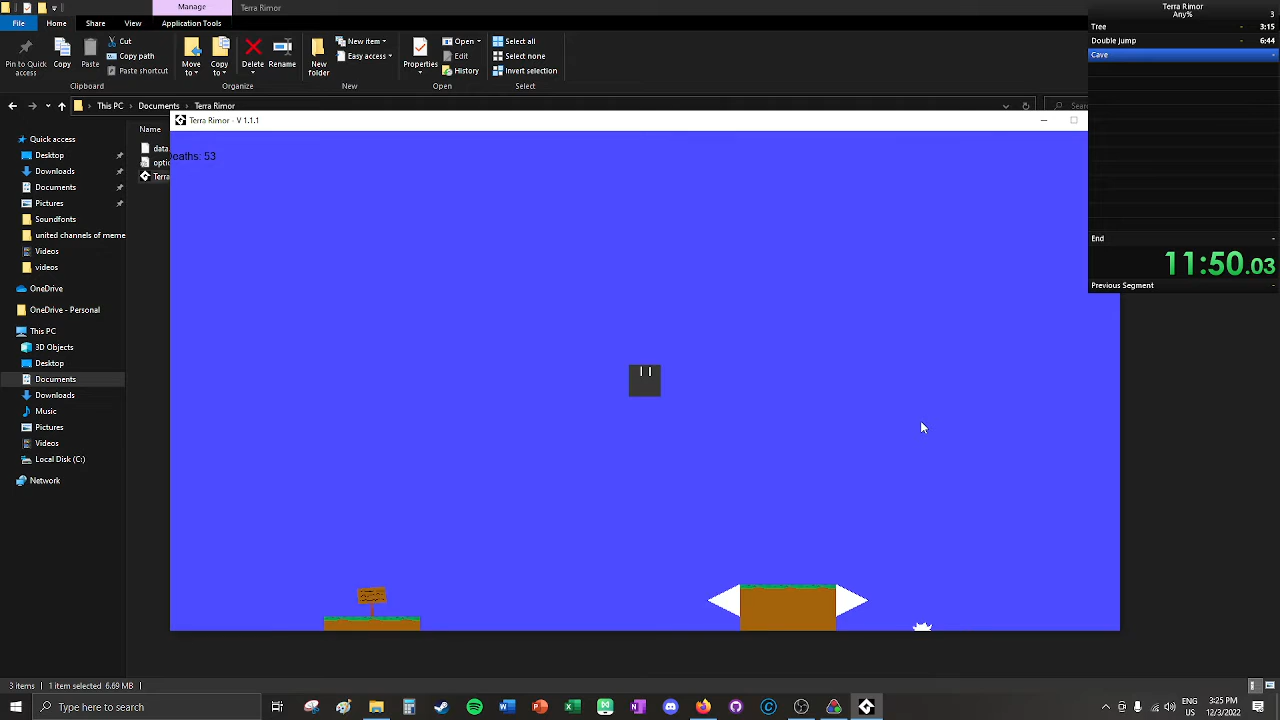 Manage
Terra Rimor
File
Home
Share
View
Application Tools
Pin to Quick access
Copy
Paste
Cut
Copy path
Paste shortcut
Clipboard
Move to
Copy to
Delete
Rename
Organize
New folder
New item
Easy access
New
Properties
Open
Edit
History
Open
Select all
Select none
Invert selection
Select
This PC
Documents
Terra Rimor
Sear
Quick access
Desktop
Downloads
Documents
Pictures
Soundfonts
united channels of meme
Videos
videos
OneDrive
OneDrive - Personal
This PC
3D Objects
Desktop
Documents
Downloads
Music
Pictures
Videos
Local Disk (C:)
Network
Name
data
optic
Terra
Terra Rimor - V 1.1.1
Deaths: 53
Terra Rimor
Any%
3
Tree - 3:15
Double Jump - 6:44
Cave -
End -
11:50.03
Previous Segment -
3 items
1 item selected 6.69 MB
Type here to search
ENG
US
3:25 PM
12/3/2022